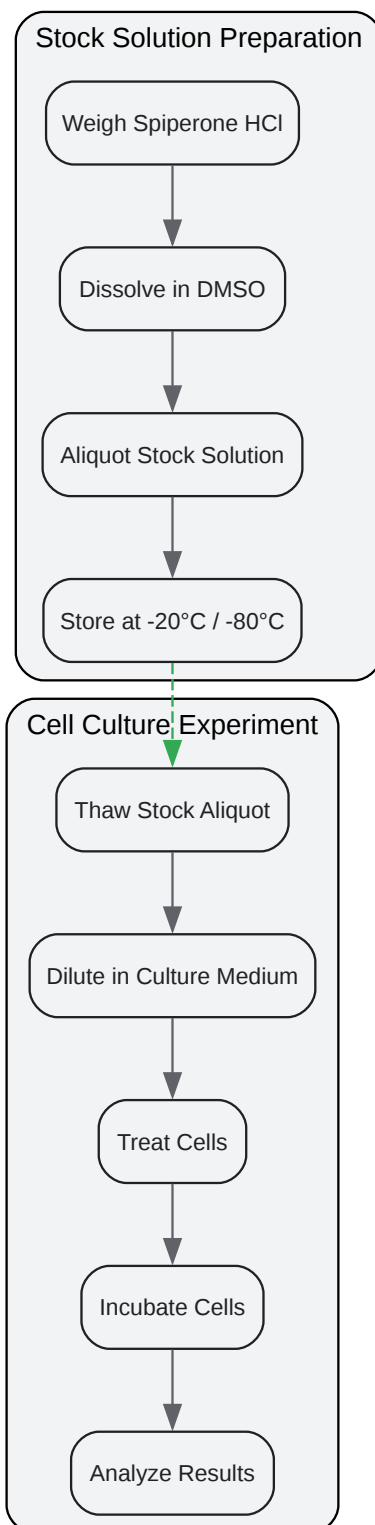 Stock Solution Preparation
Weigh Spiperone HCl
Dissolve in DMSO
Aliquot Stock Solution
Store at -20°C / -80°C
Cell Culture Experiment
Thaw Stock Aliquot
Dilute in Culture Medium
Treat Cells
Incubate Cells
Analyze Results